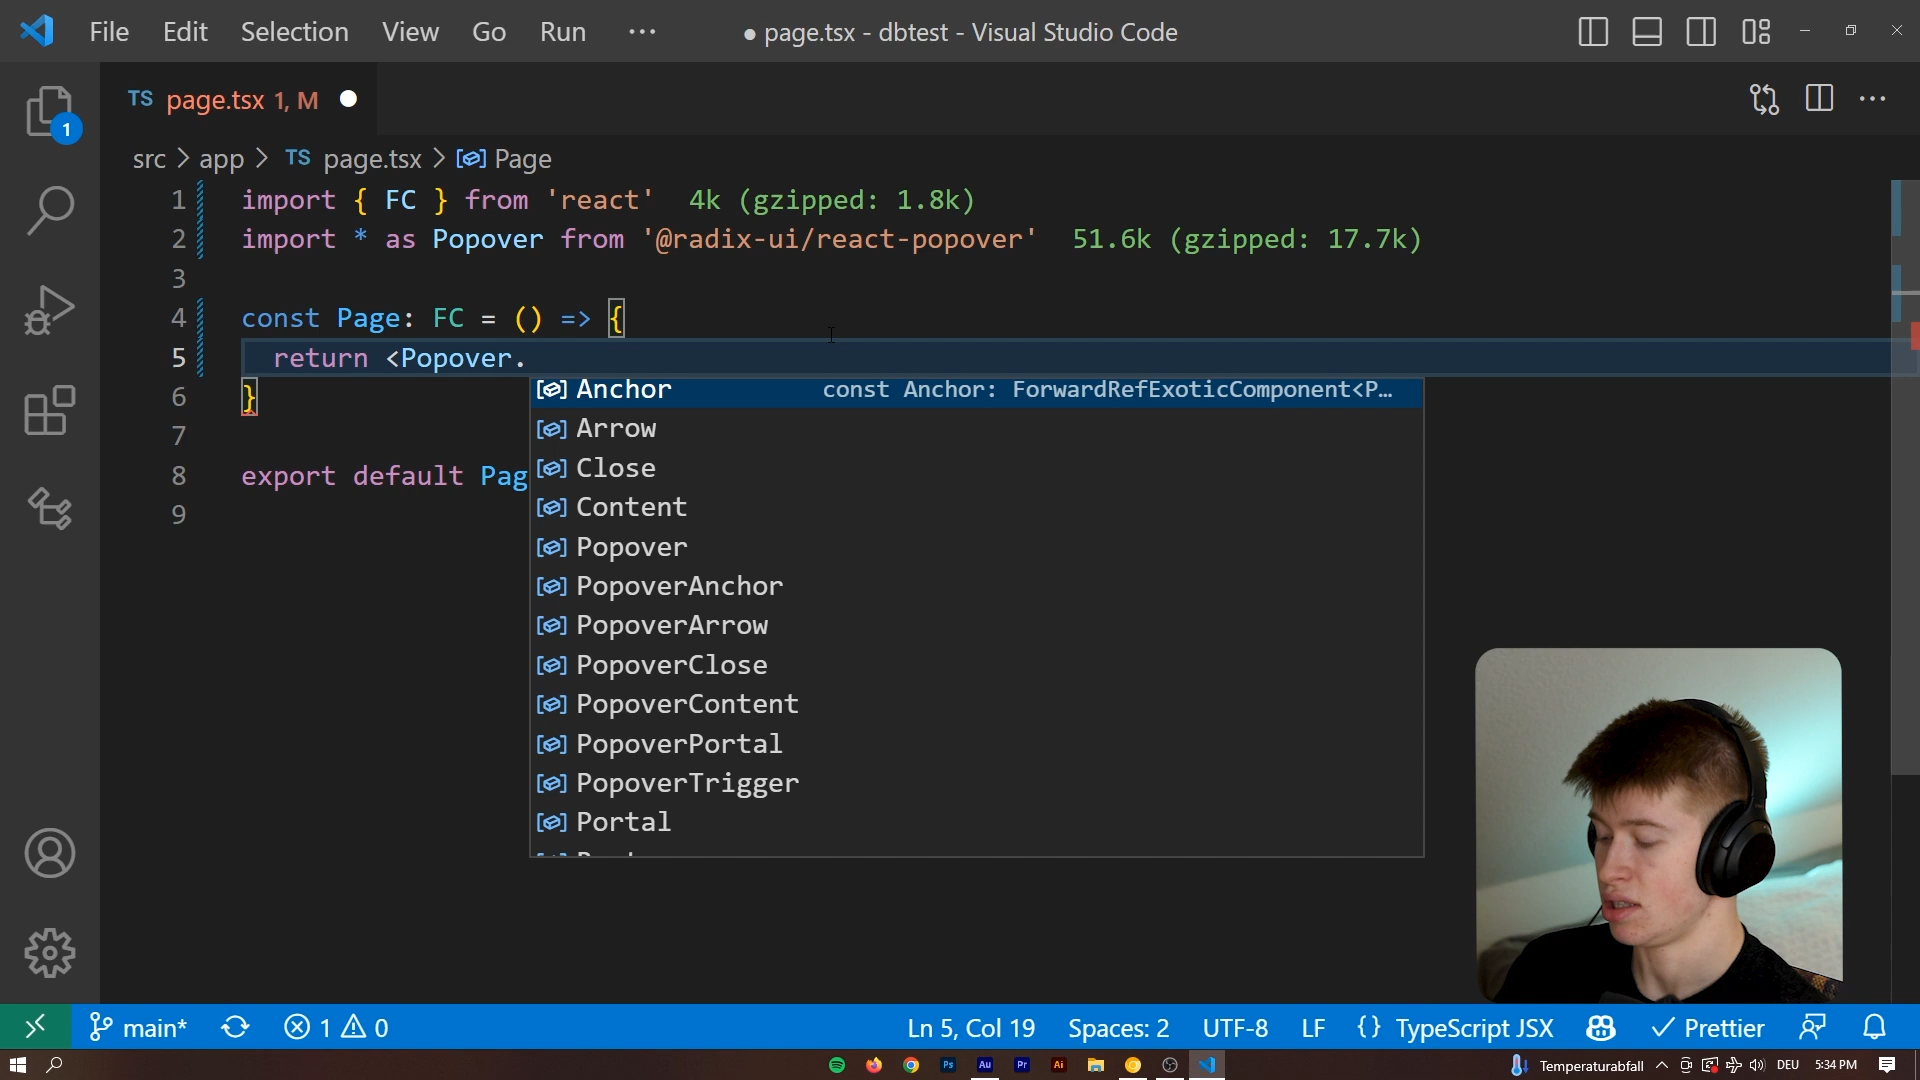 File Edit Selection View Go Run ··· ● page.tsx - dbtest - Visual Studio Code
TS page.tsx 1, M
1
src > app > TS page.tsx > Page
1 import { FC } from 'react' 4k (gzipped: 1.8k)
2 import * as Popover from '@radix-ui/react-popover' 51.6k (gzipped: 17.7k)
3
4 const Page: FC = () => {
5 return <Popover.
6 }
Anchor const Anchor: ForwardRefExoticComponent<P…
Arrow
7
Close
8 export default Pag
Content
9
Popover
PopoverAnchor
PopoverArrow
PopoverClose
PopoverContent
PopoverPortal
PopoverTrigger
Portal
main* 1 0 Ln 5, Col 19 Spaces: 2 UTF-8 LF {} TypeScript JSX Prettier
Ps Au Pr Ai Temperaturabfall DEU 5:34 PM